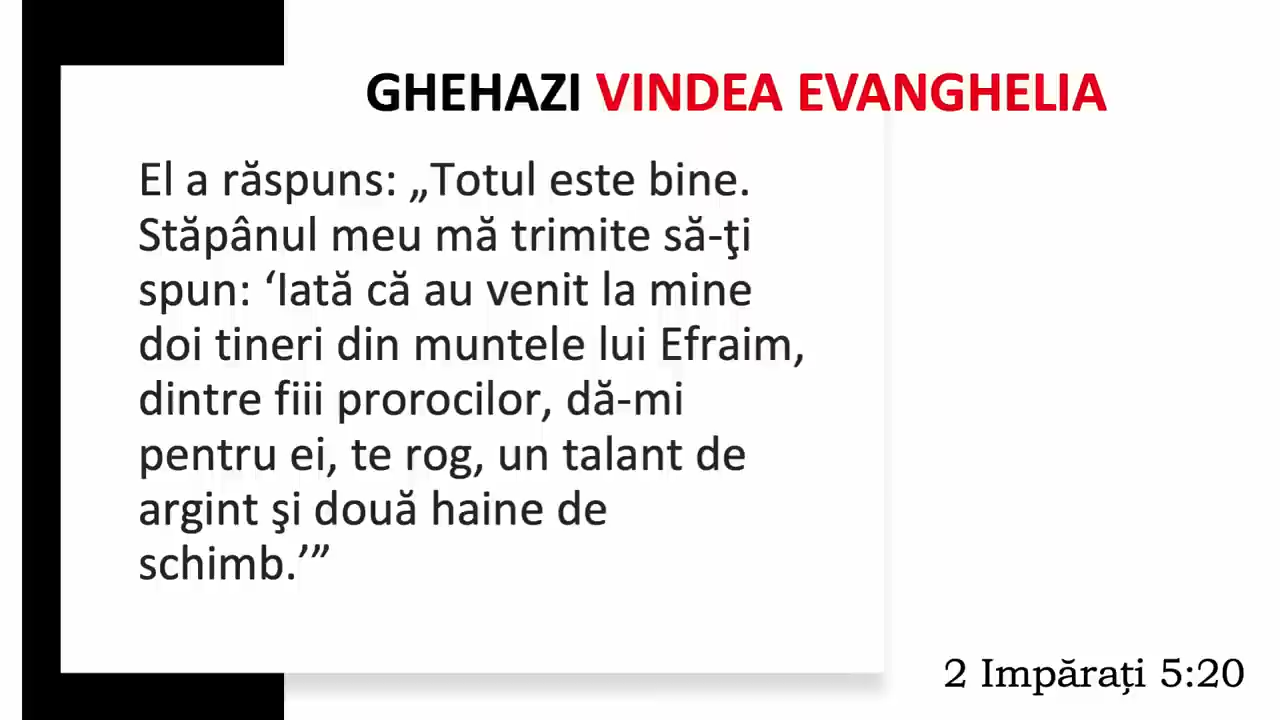 GHEHAZI VINDEA EVANGHELIA
El a răspuns: „Totul este bine.
Stăpânul meu mă trimite să-ţi
spun: ‘Iată că au venit la mine
doi tineri din muntele lui Efraim,
dintre fiii prorocilor, dă-mi
pentru ei, te rog, un talant de
argint şi două haine de
schimb.’”
2 Impărați 5:20